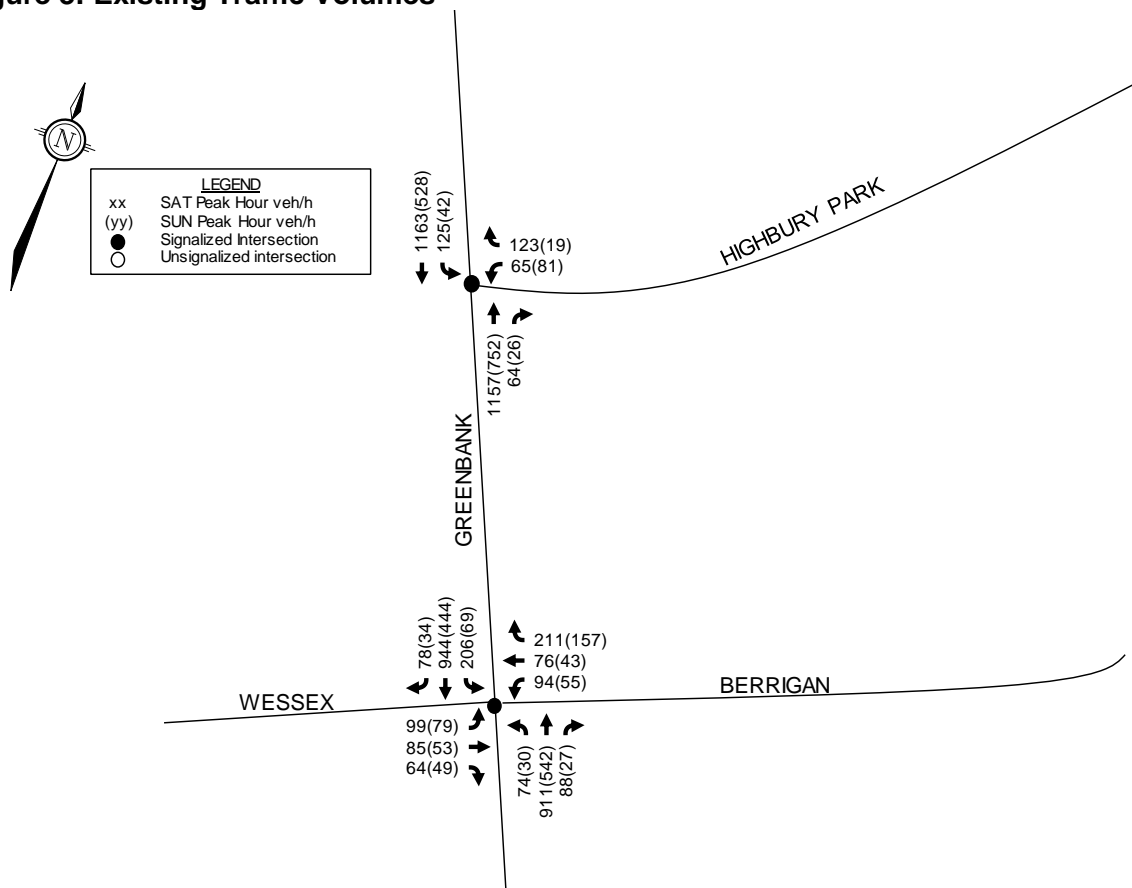 Existing Traffic Volumes
N
LEGEND
xx SAT Peak Hour veh/h
(yy) SUN Peak Hour veh/h
Signalized Intersection
Unsignalized intersection
1163(528)
125(42)
123(19)
65(81)
HIGHBURY PARK
1157(752)
64(26)
GREENBANK
78(34)
944(444)
206(69)
211(157)
76(43)
94(55)
WESSEX
BERRIGAN
99(79)
85(53)
64(49)
74(30)
911(542)
88(27)